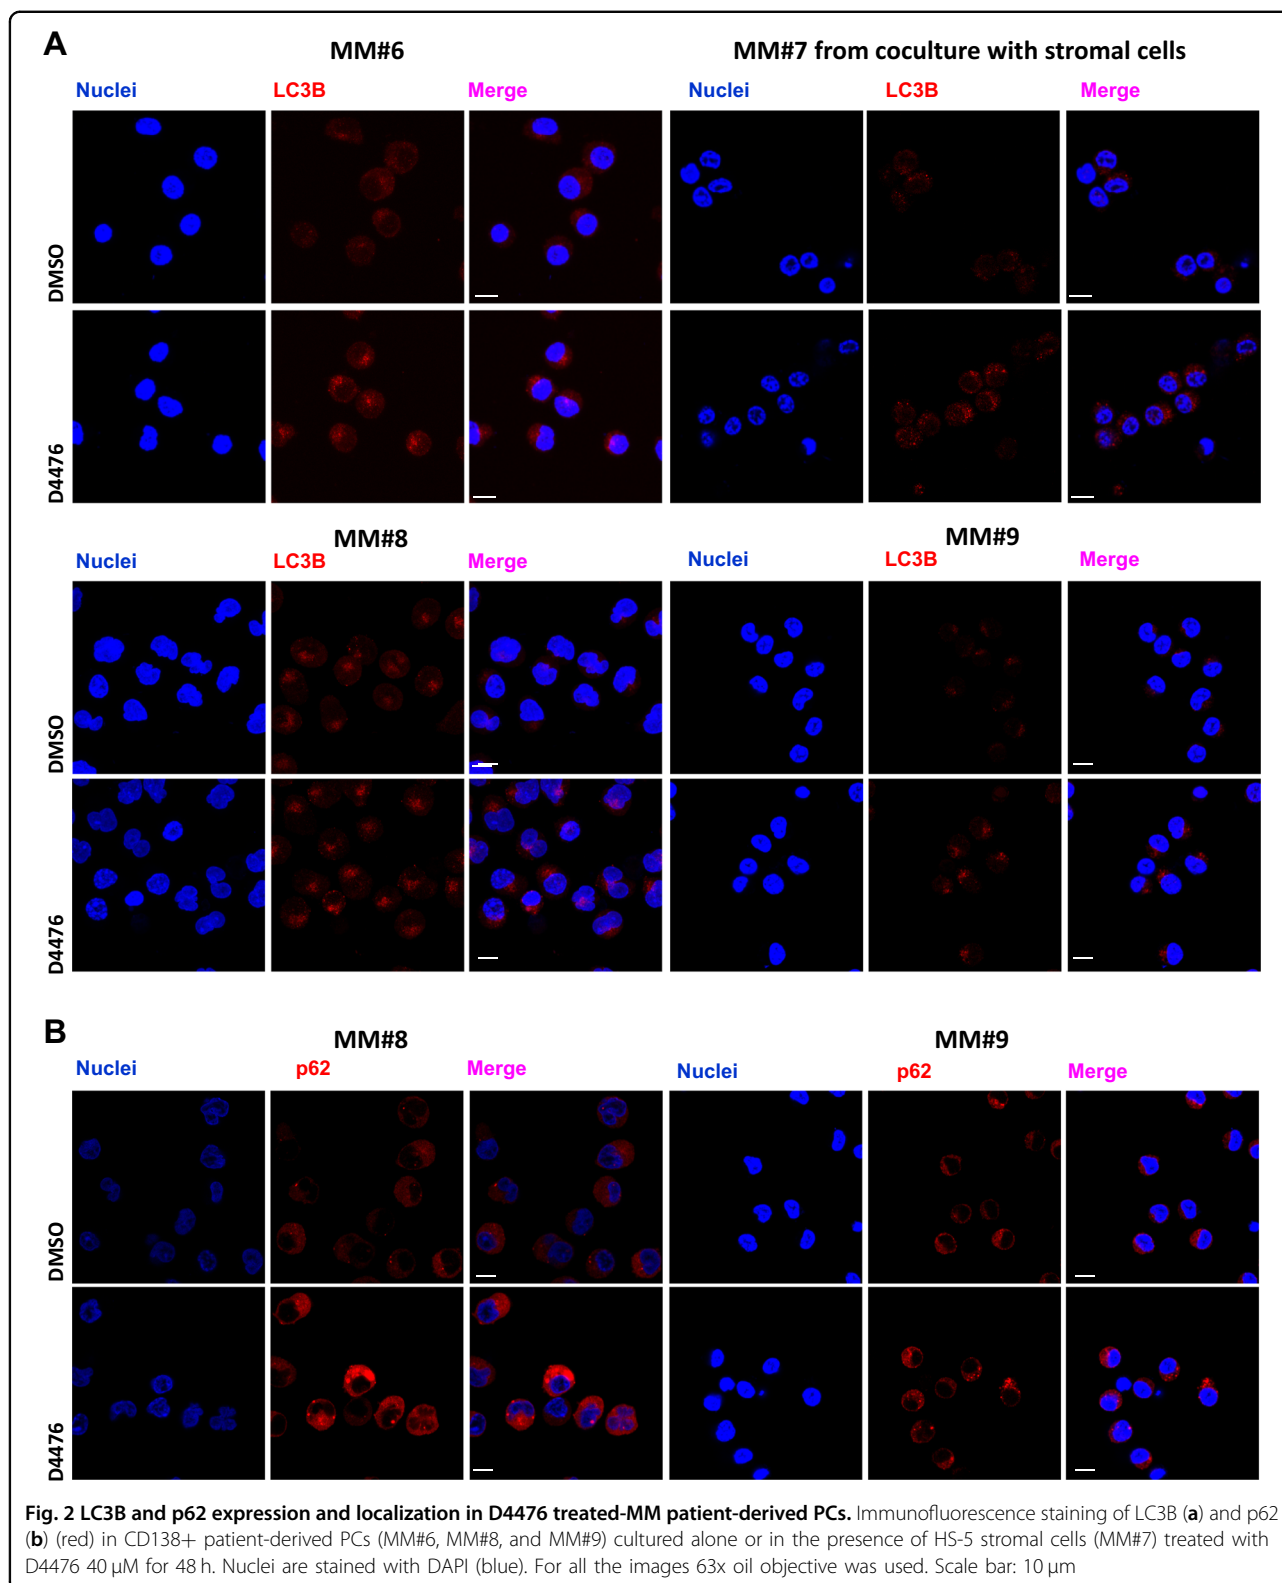 A
MM#6
MM#7 from coculture with stromal cells
Nuclei
LC3B
Merge
Nuclei
LC3B
Merge
DMSO
D4476
MM#8
MM#9
Nuclei
LC3B
Merge
Nuclei
LC3B
Merge
DMSO
D4476
B
MM#8
MM#9
Nuclei
p62
Merge
Nuclei
p62
Merge
DMSO
D4476
Fig. 2 LC3B and p62 expression and localization in D4476 treated-MM patient-derived PCs. Immunofluorescence staining of LC3B (a) and p62
(b) (red) in CD138+ patient-derived PCs (MM#6, MM#8, and MM#9) cultured alone or in the presence of HS-5 stromal cells (MM#7) treated with
D4476 40 µM for 48 h. Nuclei are stained with DAPI (blue). For all the images 63x oil objective was used. Scale bar: 10 µm